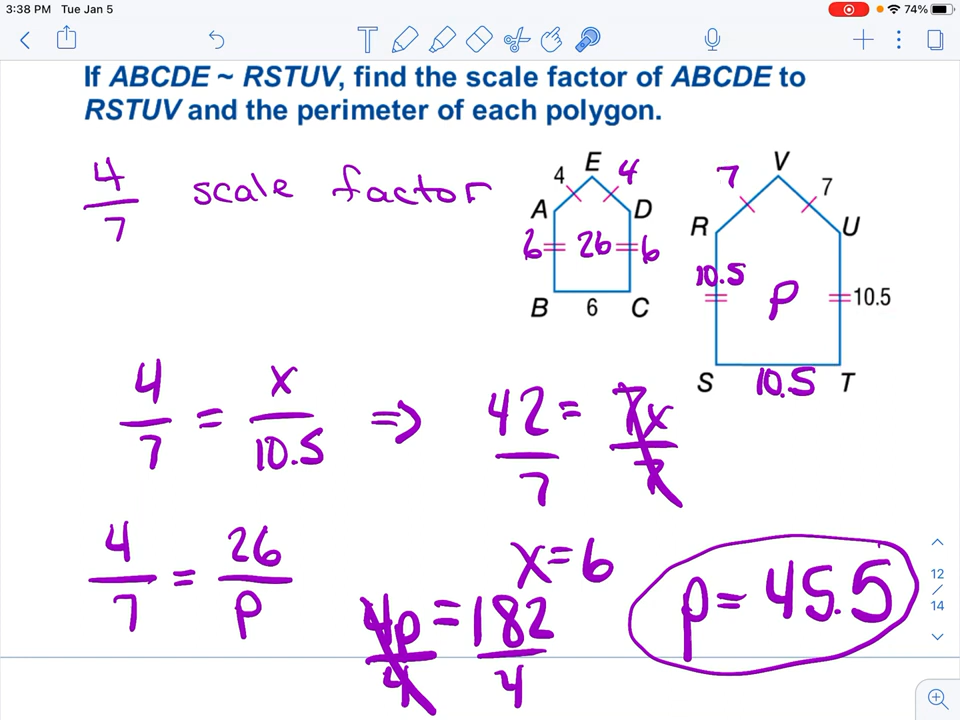 3:38 PM Tue Jan 5
74%
T
If ABCDE ~ RSTUV, find the scale factor of ABCDE to
RSTUV and the perimeter of each polygon.
4/7 scale factor
4 E 4
A D
6 26 6
B 6 C
7 V 7
R U
10.5 P 10.5
S 10.5 T
4/7 = x/10.5 ⇒ 42/7 = 7x/7
x=6
4/7 = 26/P
4p/4 = 182/4
p= 45.5
12
/
14